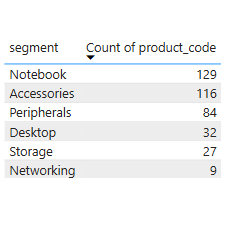 segment Count of product_code
Notebook 129
Accessories 116
Peripherals 84
Desktop 32
Storage 27
Networking 9